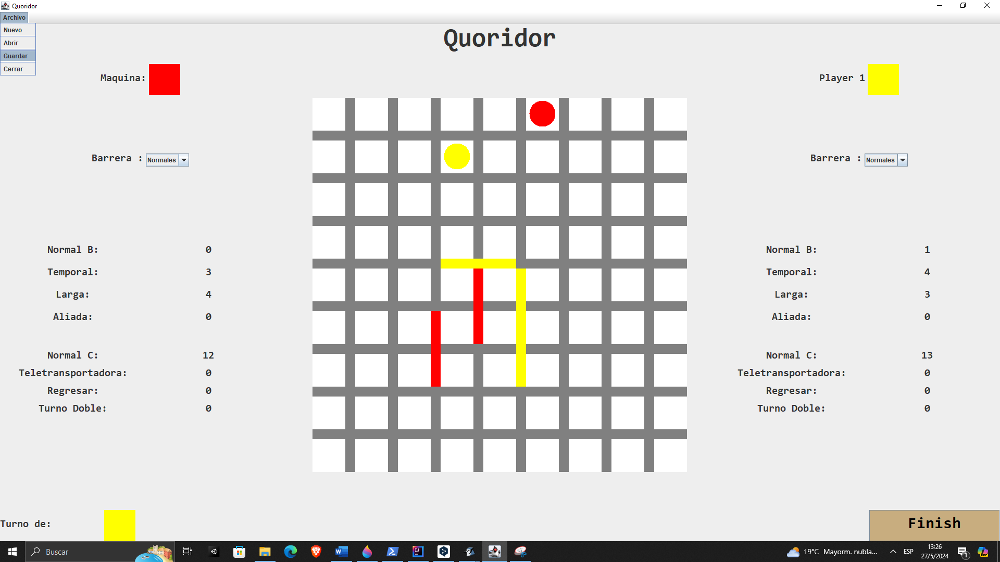 Quoridor
Archivo
Nuevo
Abrir
Guardar
Cerrar
Quoridor
Maquina:
Player 1
Barrera :
Normales
Barrera :
Normales
Normal B: 0
Temporal: 3
Larga: 4
Aliada: 0
Normal C: 12
Teletransportadora: 0
Regresar: 0
Turno Doble: 0
Normal B: 1
Temporal: 4
Larga: 3
Aliada: 0
Normal C: 13
Teletransportadora: 0
Regresar: 0
Turno Doble: 0
Turno de:
Finish
Buscar
19°C Mayorm. nubla...
ESP
13:26
27/5/2024
1